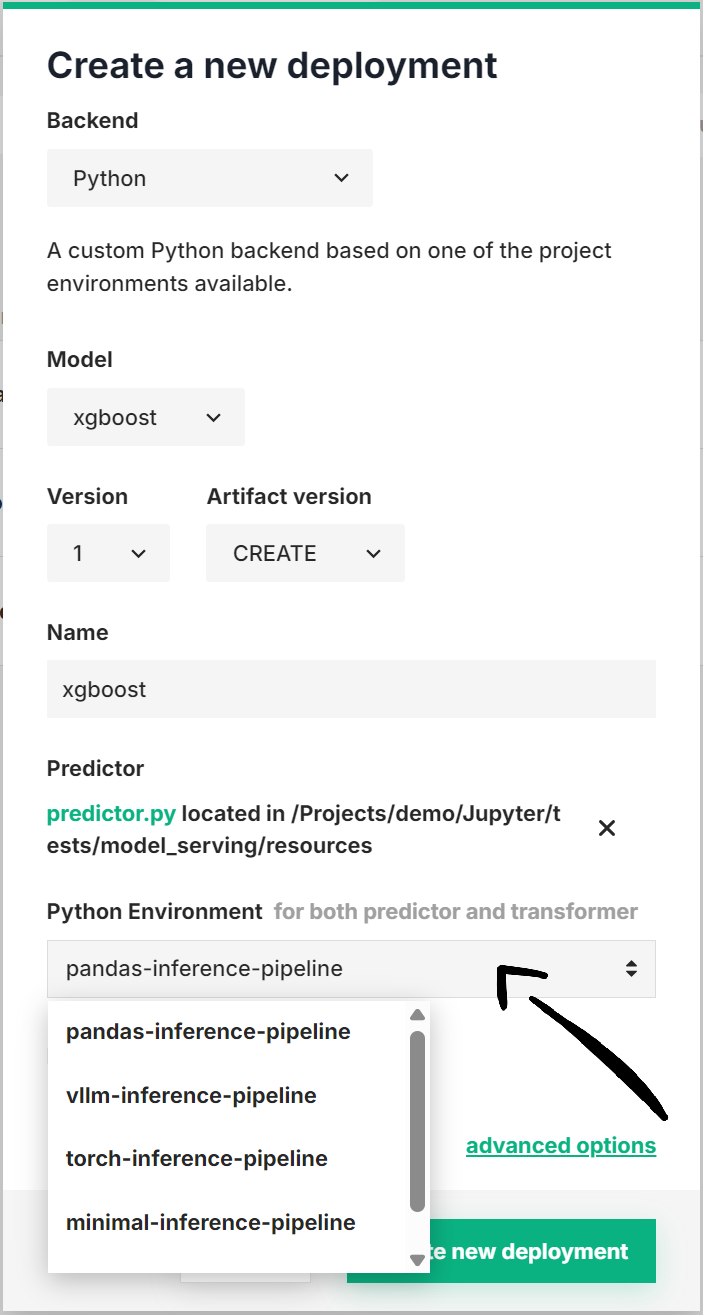 Create a new deployment
Backend
Python
A custom Python backend based on one of the project
environments available.
Model
xgboost
Version Artifact version
1 CREATE
Name
xgboost
Predictor
predictor.py located in /Projects/demo/Jupyter/t
ests/model_serving/resources
Python Environment for both predictor and transformer
pandas-inference-pipeline
pandas-inference-pipeline
vllm-inference-pipeline
torch-inference-pipeline
advanced options
minimal-inference-pipeline
new deployment